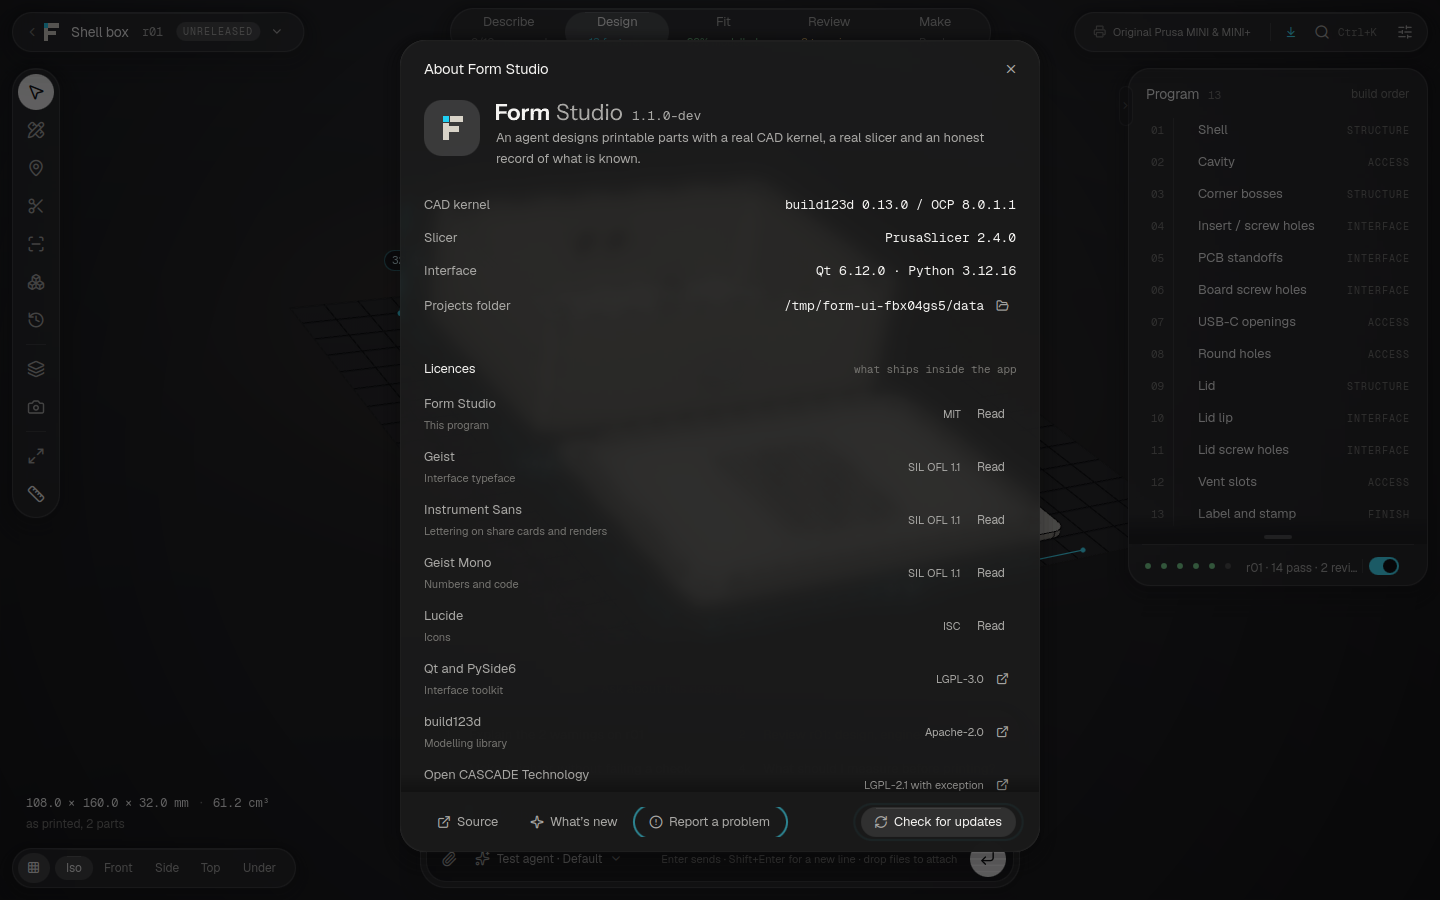 Shell box r01 UNRELEASED
Describe
Design
Fit
Review
Make
Original Prusa MINI & MINI+
Ctrl+K
About Form Studio
Form Studio 1.1.0-dev
An agent designs printable parts with a real CAD kernel, a real slicer and an honest
record of what is known.
CAD kernel
build123d 0.13.0 / OCP 8.0.1.1
Slicer
PrusaSlicer 2.4.0
Interface
Qt 6.12.0 · Python 3.12.16
Projects folder
/tmp/form-ui-fbx04gs5/data
Licences
what ships inside the app
Form Studio
This program
MIT Read
Geist
Interface typeface
SIL OFL 1.1 Read
Instrument Sans
Lettering on share cards and renders
SIL OFL 1.1 Read
Geist Mono
Numbers and code
SIL OFL 1.1 Read
Lucide
Icons
ISC Read
Qt and PySide6
Interface toolkit
LGPL-3.0
build123d
Modelling library
Apache-2.0
Open CASCADE Technology
LGPL-2.1 with exception
Source
What's new
Report a problem
Check for updates
Program 13
build order
01 Shell STRUCTURE
02 Cavity ACCESS
03 Corner bosses STRUCTURE
04 Insert / screw holes INTERFACE
05 PCB standoffs INTERFACE
06 Board screw holes INTERFACE
07 USB-C openings ACCESS
08 Round holes ACCESS
09 Lid STRUCTURE
10 Lid lip INTERFACE
11 Lid screw holes INTERFACE
12 Vent slots ACCESS
13 Label and stamp FINISH
r01 · 14 pass · 2 revi...
108.0 × 160.0 × 32.0 mm · 61.2 cm³
as printed, 2 parts
Iso
Front
Side
Top
Under
Test agent · Default
Enter sends · Shift+Enter for a new line · drop files to attach